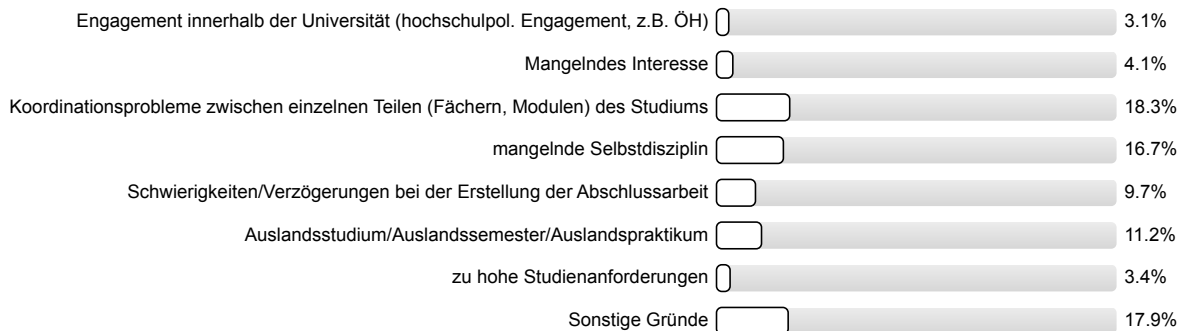 Engagement innerhalb der Universität (hochschulpol. Engagement, z.B. ÖH) 3.1%
Mangelndes Interesse 4.1%
Koordinationsprobleme zwischen einzelnen Teilen (Fächern, Modulen) des Studiums 18.3%
mangelnde Selbstdisziplin 16.7%
Schwierigkeiten/Verzögerungen bei der Erstellung der Abschlussarbeit 9.7%
Auslandsstudium/Auslandssemester/Auslandspraktikum 11.2%
zu hohe Studienanforderungen 3.4%
Sonstige Gründe 17.9%